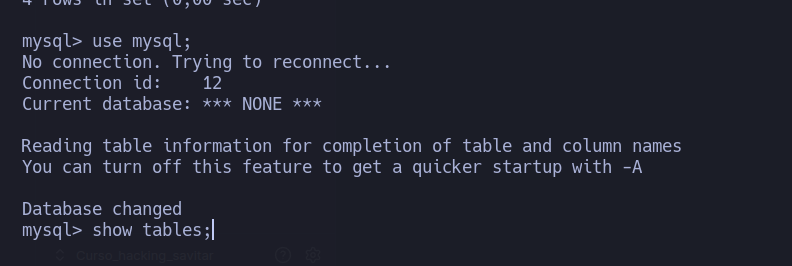 4 rows in set (0,00 sec)
mysql> use mysql;
No connection. Trying to reconnect...
Connection id:    12
Current database: *** NONE ***
Reading table information for completion of table and column names
You can turn off this feature to get a quicker startup with -A
Database changed
mysql> show tables;
Curso_hacking_savitar